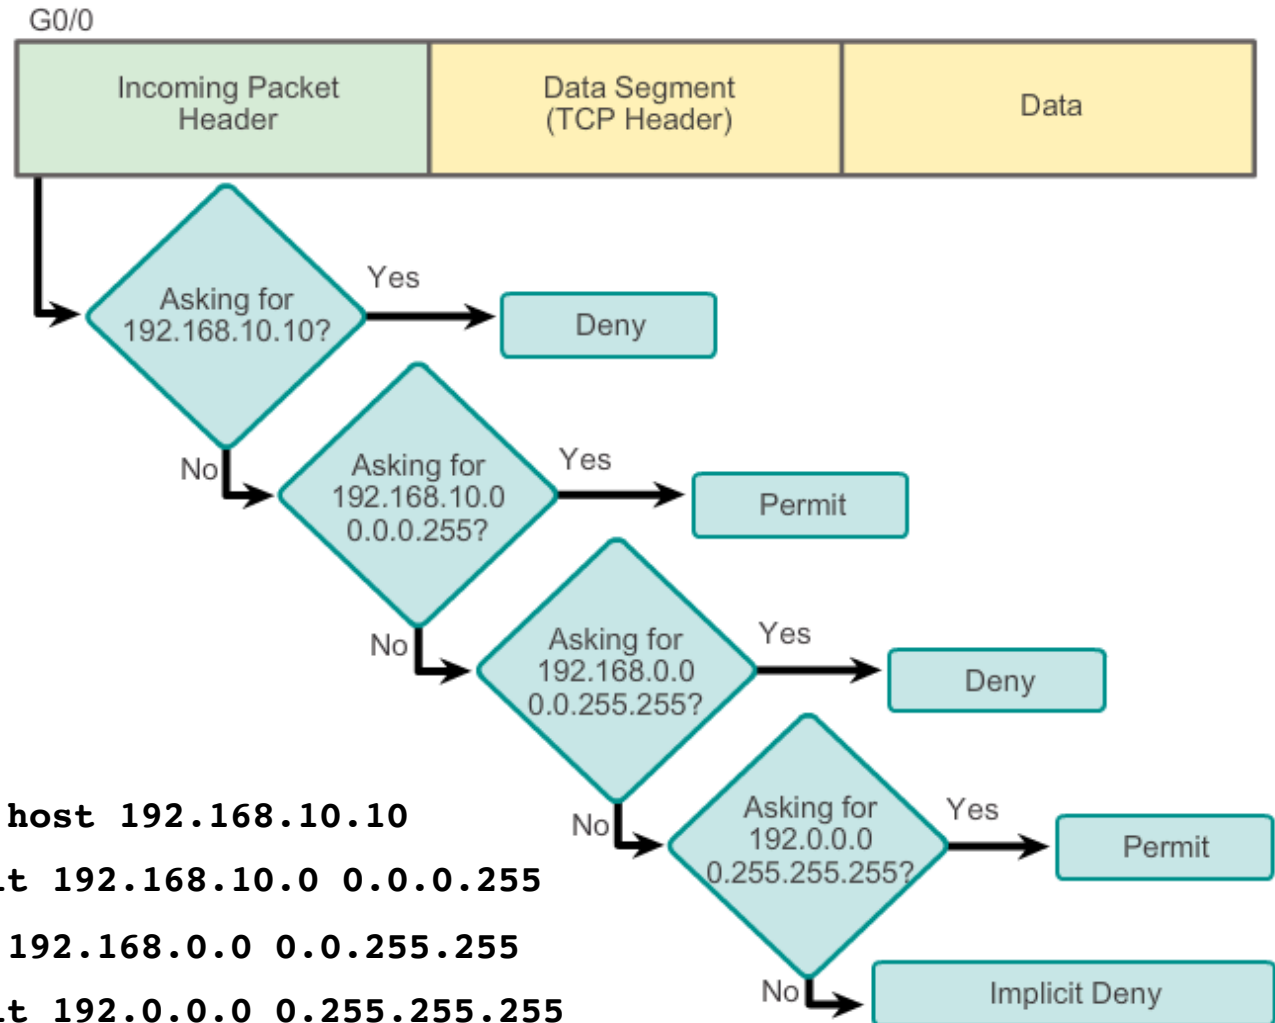 G0/0
Incoming Packet
Header
Data Segment
(TCP Header)
Data
Asking for
192.168.10.10?
Yes
Deny
No
Asking for
192.168.10.0
0.0.0.255?
Yes
Permit
No
Asking for
192.168.0.0
0.0.255.255?
Yes
Deny
No
Asking for
192.0.0.0
0.255.255.255?
Yes
Permit
No
Implicit Deny
host 192.168.10.10
it 192.168.10.0 0.0.0.255
192.168.0.0 0.0.255.255
it 192.0.0.0 0.255.255.255